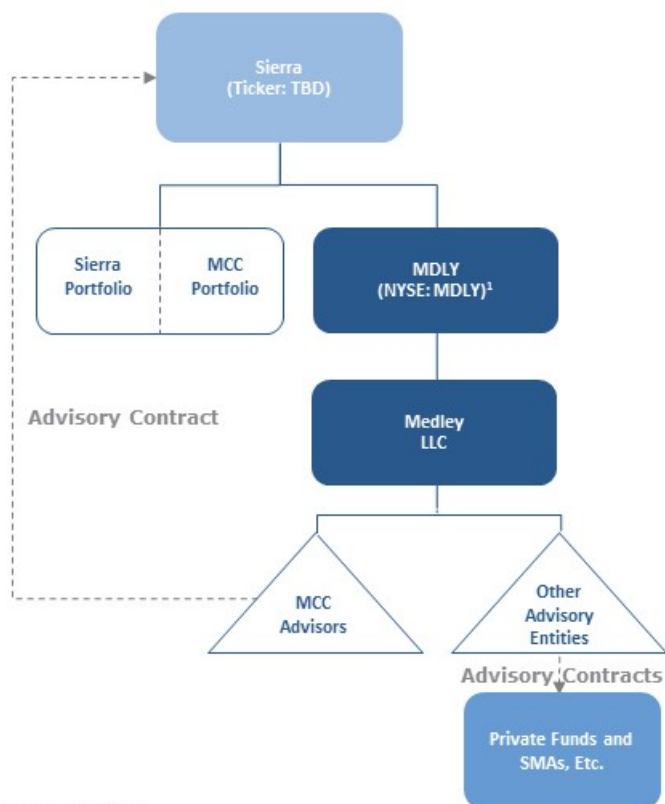 Sierra
(Ticker: TBD)
Sierra
Portfolio
MCC
Portfolio
MDLY
(NYSE: MDLY)¹
Advisory Contract
Medley
LLC
MCC
Advisors
Other
Advisory
Entities
Advisory Contracts
Private Funds and
SMAs, Etc.